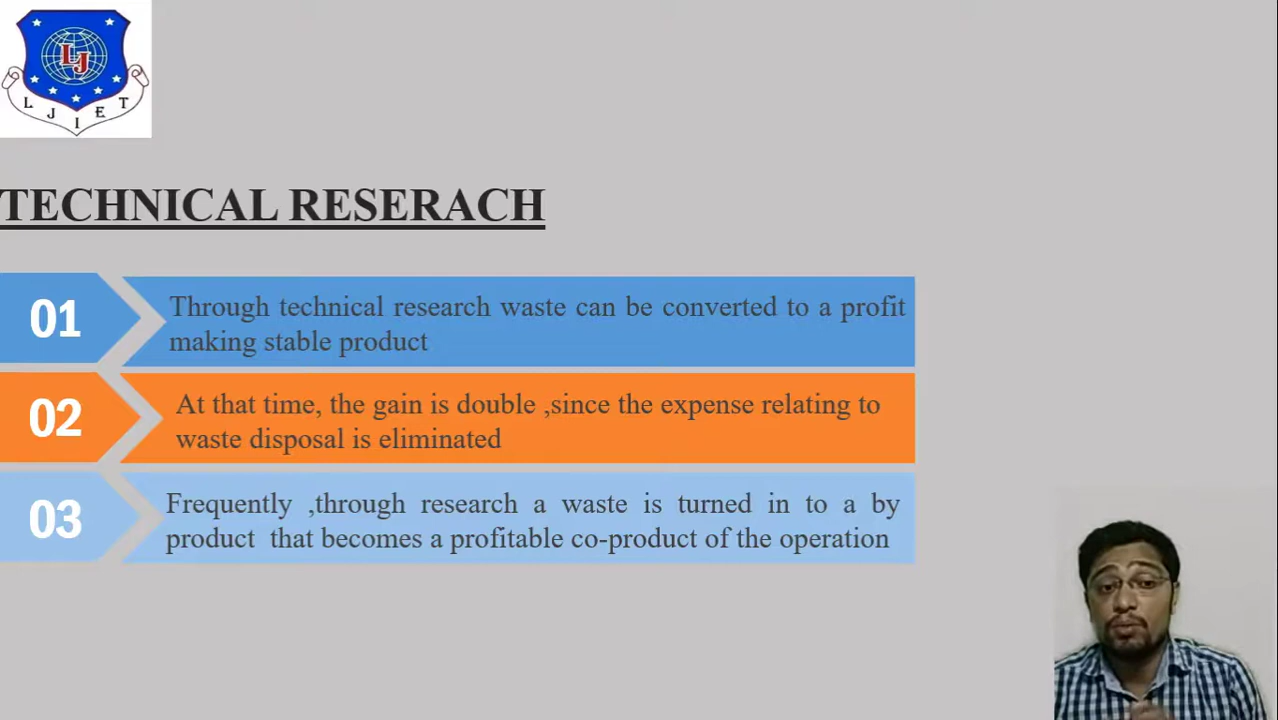 LJ
L J I E T
TECHNICAL RESERACH
01
Through technical research waste can be converted to a profit
making stable product
02
At that time, the gain is double ,since the expense relating to
waste disposal is eliminated
03
Frequently ,through research a waste is turned in to a by
product that becomes a profitable co-product of the operation